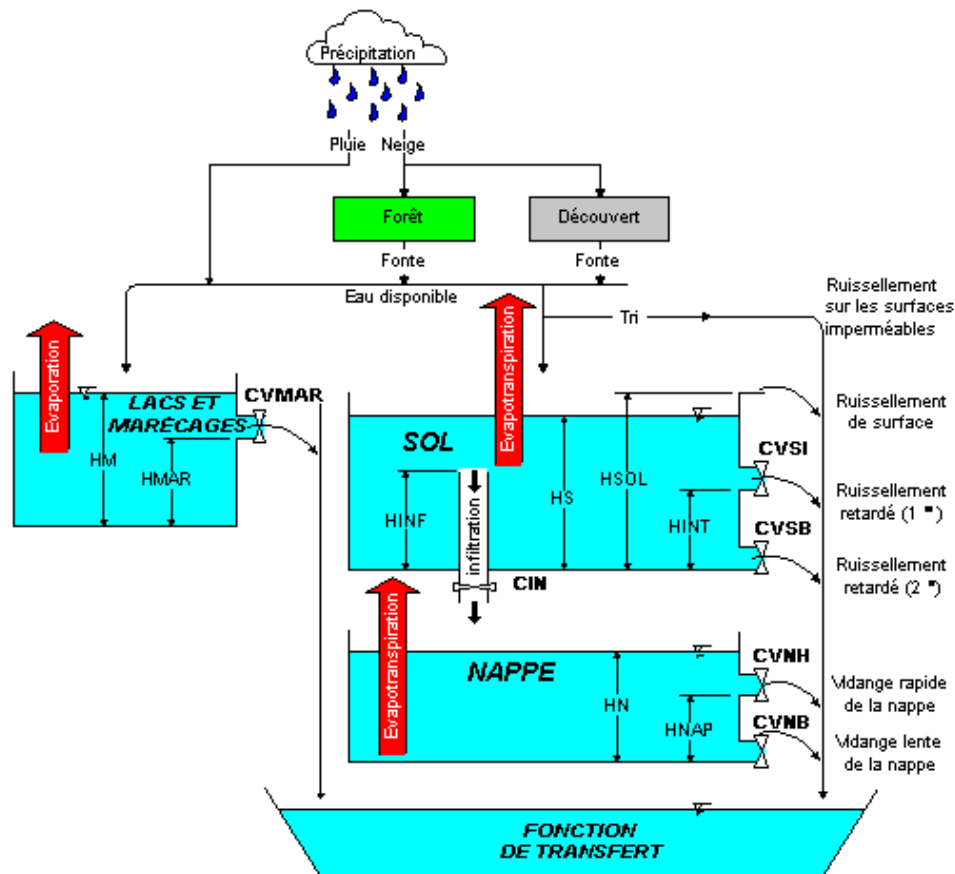 Précipitation
Pluie
Neige
Forêt
Découvert
Fonte
Fonte
Eau disponible
Tri
Ruissellement
sur les surfaces
imperméables
Evaporation
Evapotranspiration
LACS ET
MARÉCAGES
CVMAR
HM
HMAR
SOL
HSOL
HS
HINF
HINT
infiltration
CIN
CVSI
CVSB
Ruissellement
de surface
Ruissellement
retardé (1 )
Ruissellement
retardé (2 )
Evapotranspiration
NAPPE
HN
HNAP
CVNH
CVNB
Vidange rapide
de la nappe
Vidange lente
de la nappe
FONCTION
DE TRANSFERT